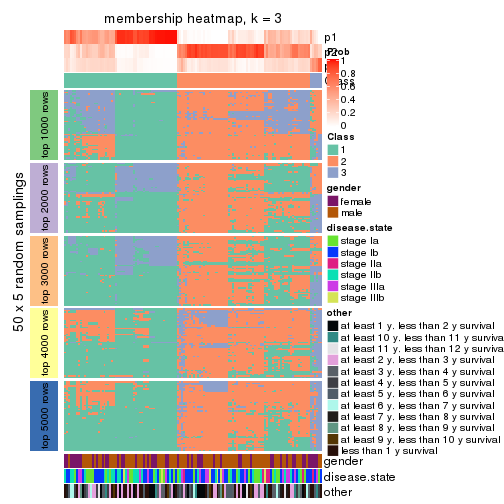 membership heatmap, k = 3
p1
p2
Prob
1
0.8
0.6
0.4
0.2
0
Class
Class
1
2
3
gender
female
male
disease.state
stage Ia
stage Ib
stage IIa
stage IIb
stage IIIa
stage IIIb
other
at least 1 y. less than 2 y survival
at least 10 y. less than 11 y surviva
at least 11 y. less than 12 y surviva
at least 2 y. less than 3 y survival
at least 3 y. less than 4 y survival
at least 4 y. less than 5 y survival
at least 5 y. less than 6 y survival
at least 6 y. less than 7 y survival
at least 7 y. less than 8 y survival
at least 8 y. less than 9 y survival
at least 9 y. less than 10 y survival
less than 1 y survival
50 x 5 random samplings
top 1000 rows
top 2000 rows
top 3000 rows
top 4000 rows
top 5000 rows
gender
disease.state
other